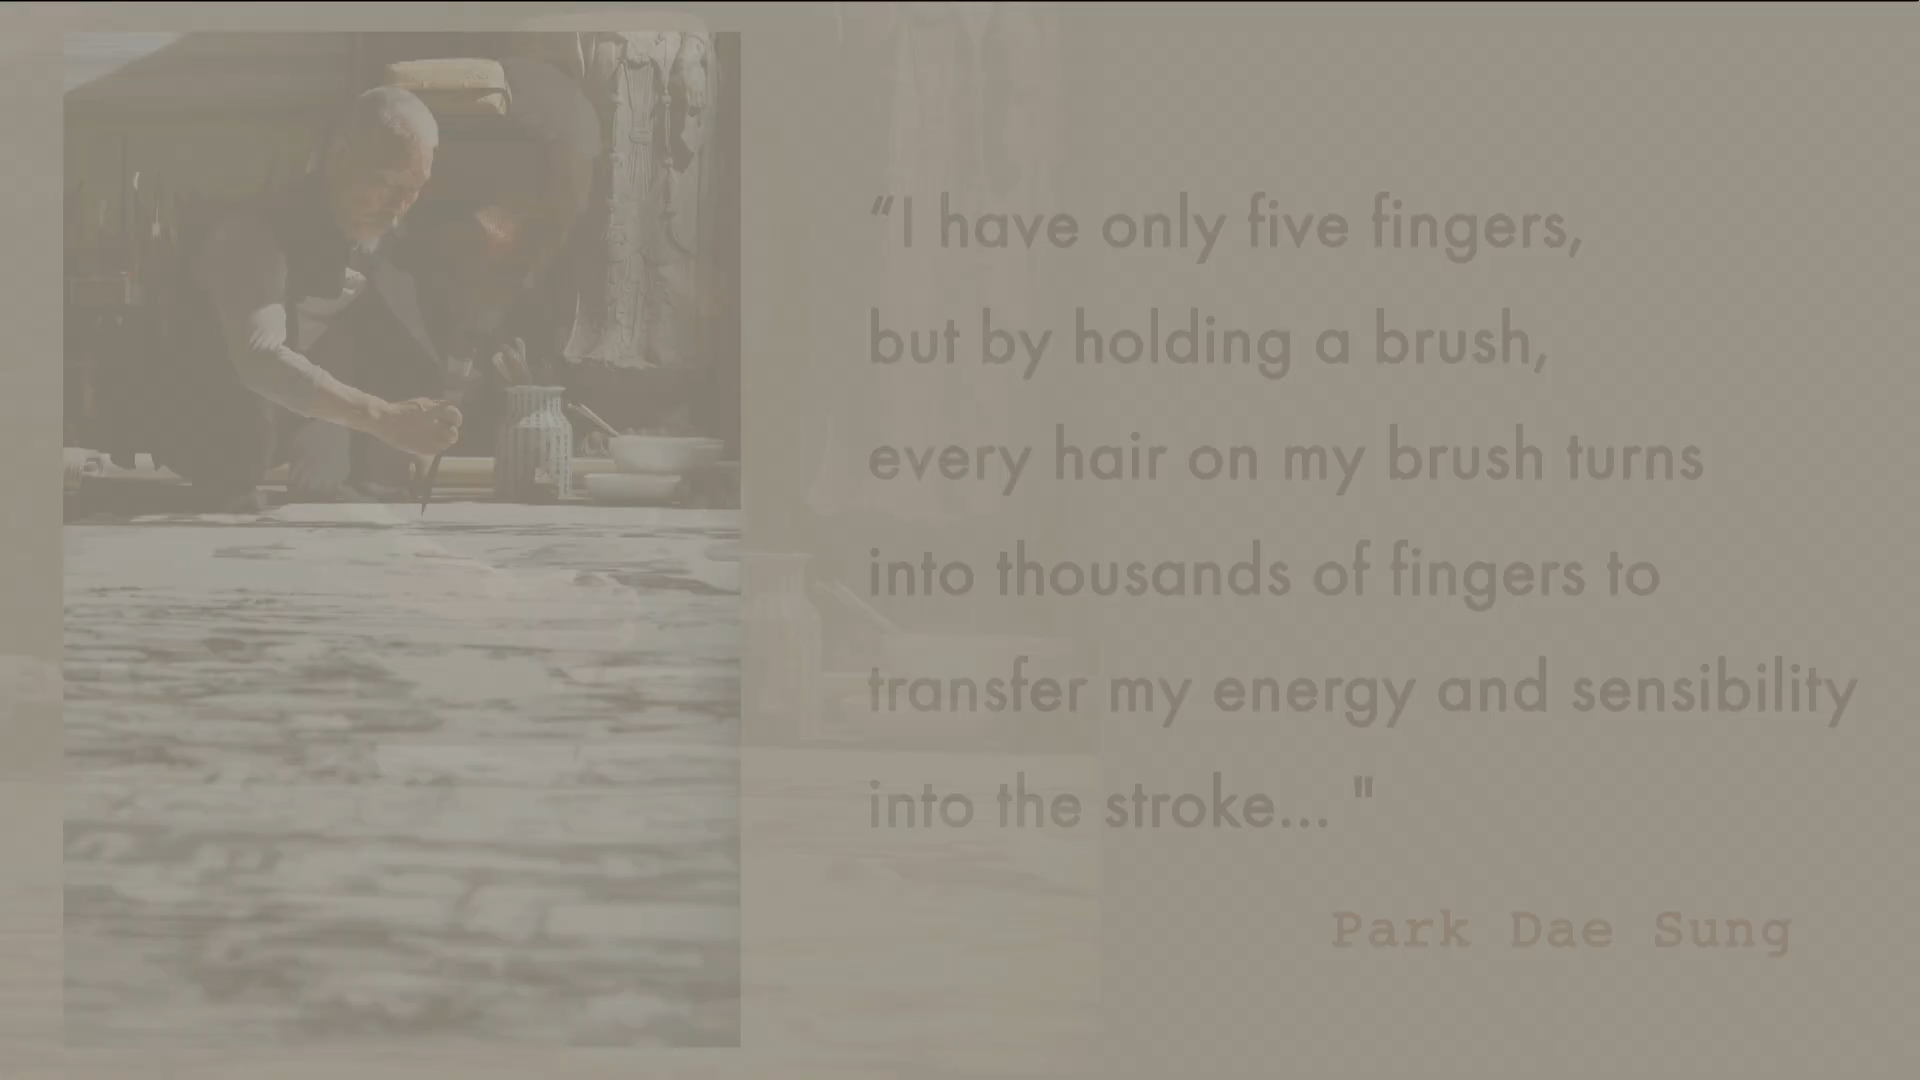 “I have only five fingers,
but by holding a brush,
every hair on my brush turns
into thousands of fingers to
transfer my energy and sensibility
into the stroke... "
Park Dae Sung